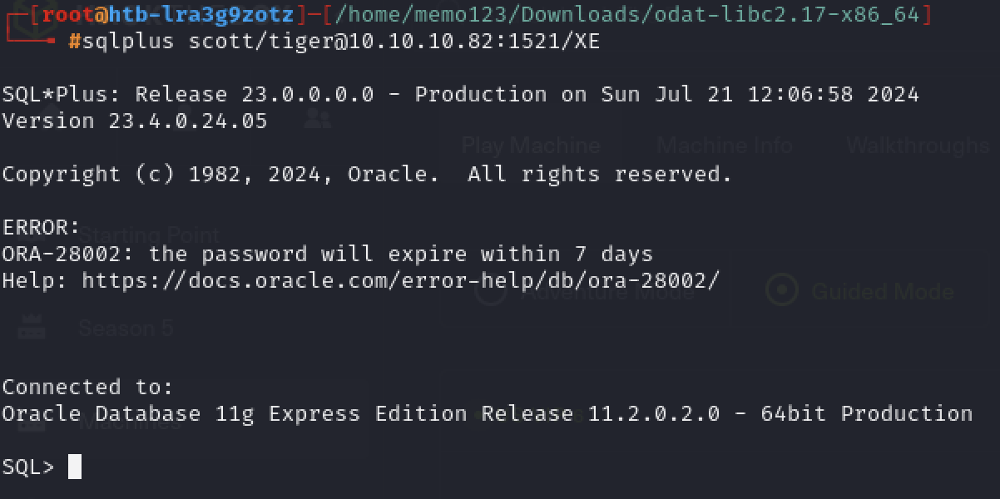 [root@htb-lra3g9zotz]-[/home/memo123/Downloads/odat-libc2.17-x86_64]
#sqlplus scott/tiger@10.10.10.82:1521/XE
SQL*Plus: Release 23.0.0.0.0 - Production on Sun Jul 21 12:06:58 2024
Version 23.4.0.24.05
Play Machine Machine Info Walkthroughs
Copyright (c) 1982, 2024, Oracle.  All rights reserved.
ERROR:
Starting Point
ORA-28002: the password will expire within 7 days
Help: https://docs.oracle.com/error-help/db/ora-28002/
Adventure Mode Guided Mode
Season 5
Connected to:
Oracle Database 11g Express Edition Release 11.2.0.2.0 - 64bit Production
Machines
SQL>